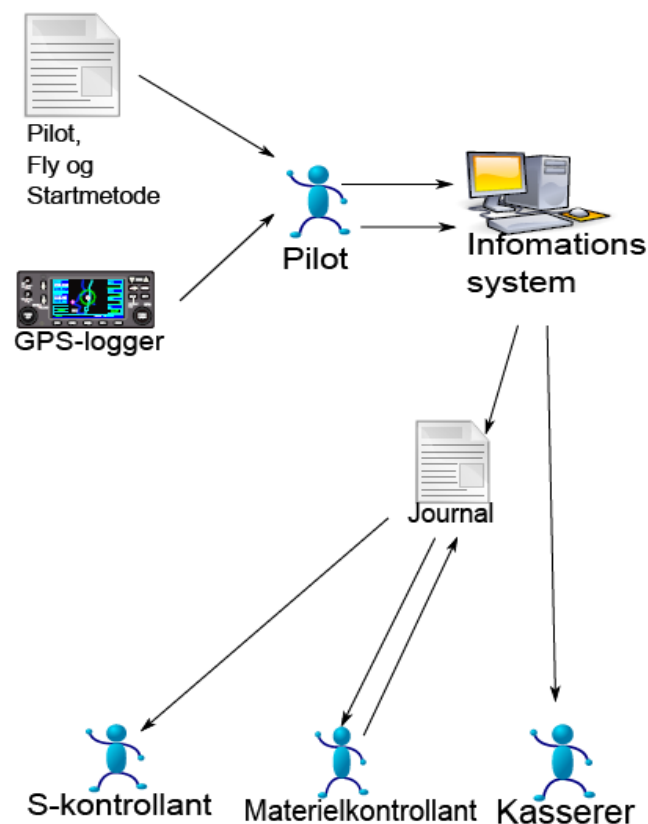 Pilot,
Fly og
Startmetode
Pilot
Infomations
system
GPS-logger
Journal
S-kontrollant
Materielkontrollant
Kasserer